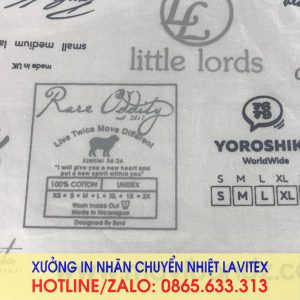 small medium la
made in UK
LL
little lords
Rare Oddity
est. 2017
Live Twice Move Different
Ezekiel 36:26
"I will give you a new heart and
put a new spirit within you"
100% COTTON UNISEX
XS • S • M • L • XL • 1X • 2X
Wash Inside Out
Made in Nicaragua
Designed By Byrd
YOROSHIK
WorldWide
S M L XL
S M L XL
XƯỞNG IN NHÃN CHUYỂN NHIỆT LAVITEX
HOTLINE/ZALO: 0865.633.313